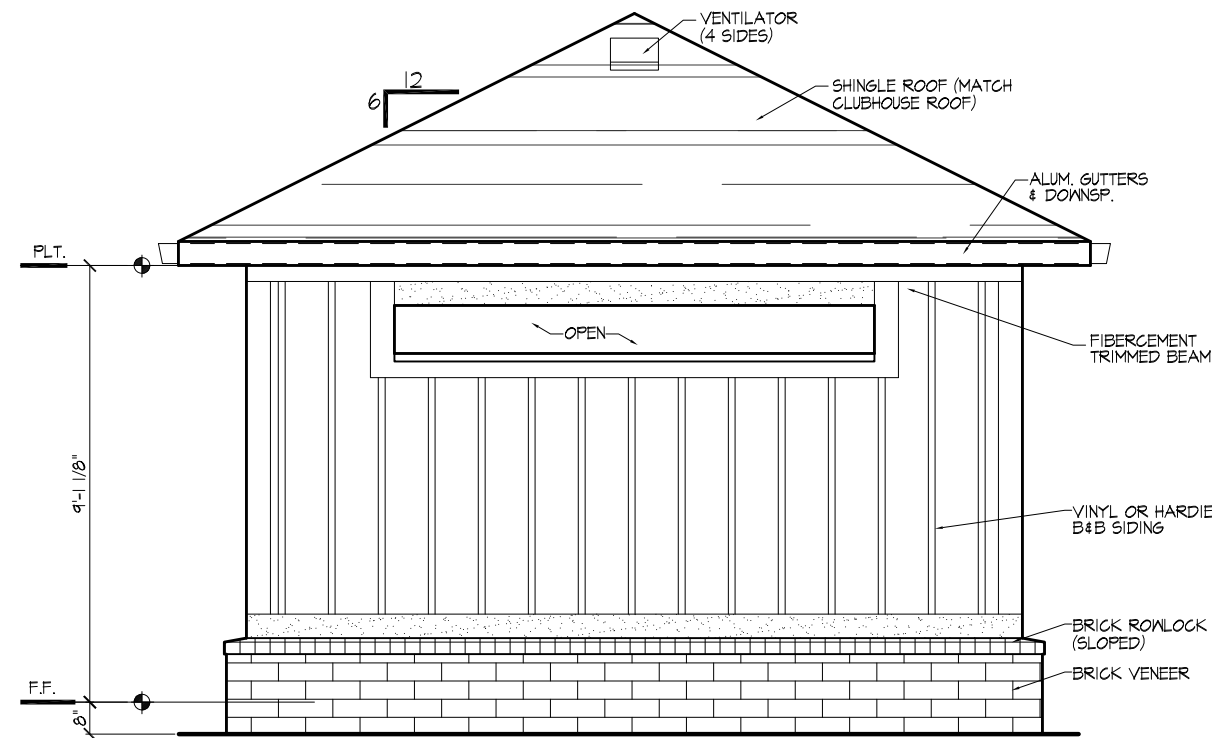 VENTILATOR
(4 SIDES)
12
6
SHINGLE ROOF (MATCH
CLUBHOUSE ROOF)
ALUM. GUTTERS
& DOWNSP.
PLT.
OPEN
FIBERCEMENT
TRIMMED BEAM
9'-1 1/8"
VINYL OR HARDIE
B&B SIDING
BRICK ROWLOCK
(SLOPED)
BRICK VENEER
F.F.
8"